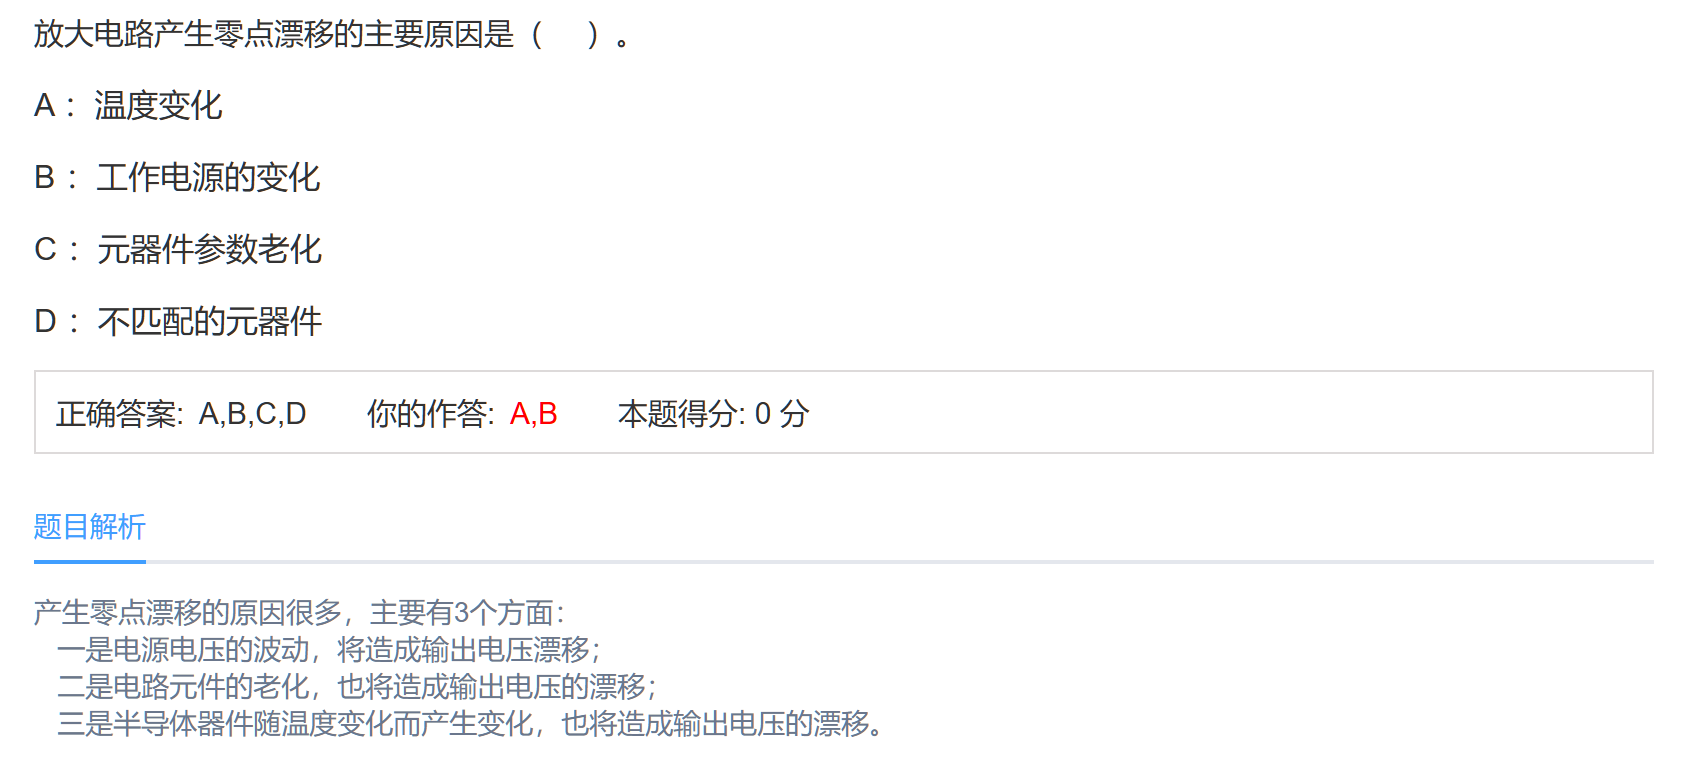 放大电路产生零点漂移的主要原因是（ ）。
A： 温度变化
B： 工作电源的变化
C： 元器件参数老化
D： 不匹配的元器件
正确答案: A,B,C,D 你的作答: A,B 本题得分: 0 分
题目解析
产生零点漂移的原因很多，主要有3个方面：
一是电源电压的波动，将造成输出电压漂移；
二是电路元件的老化，也将造成输出电压的漂移；
三是半导体器件随温度变化而产生变化，也将造成输出电压的漂移。